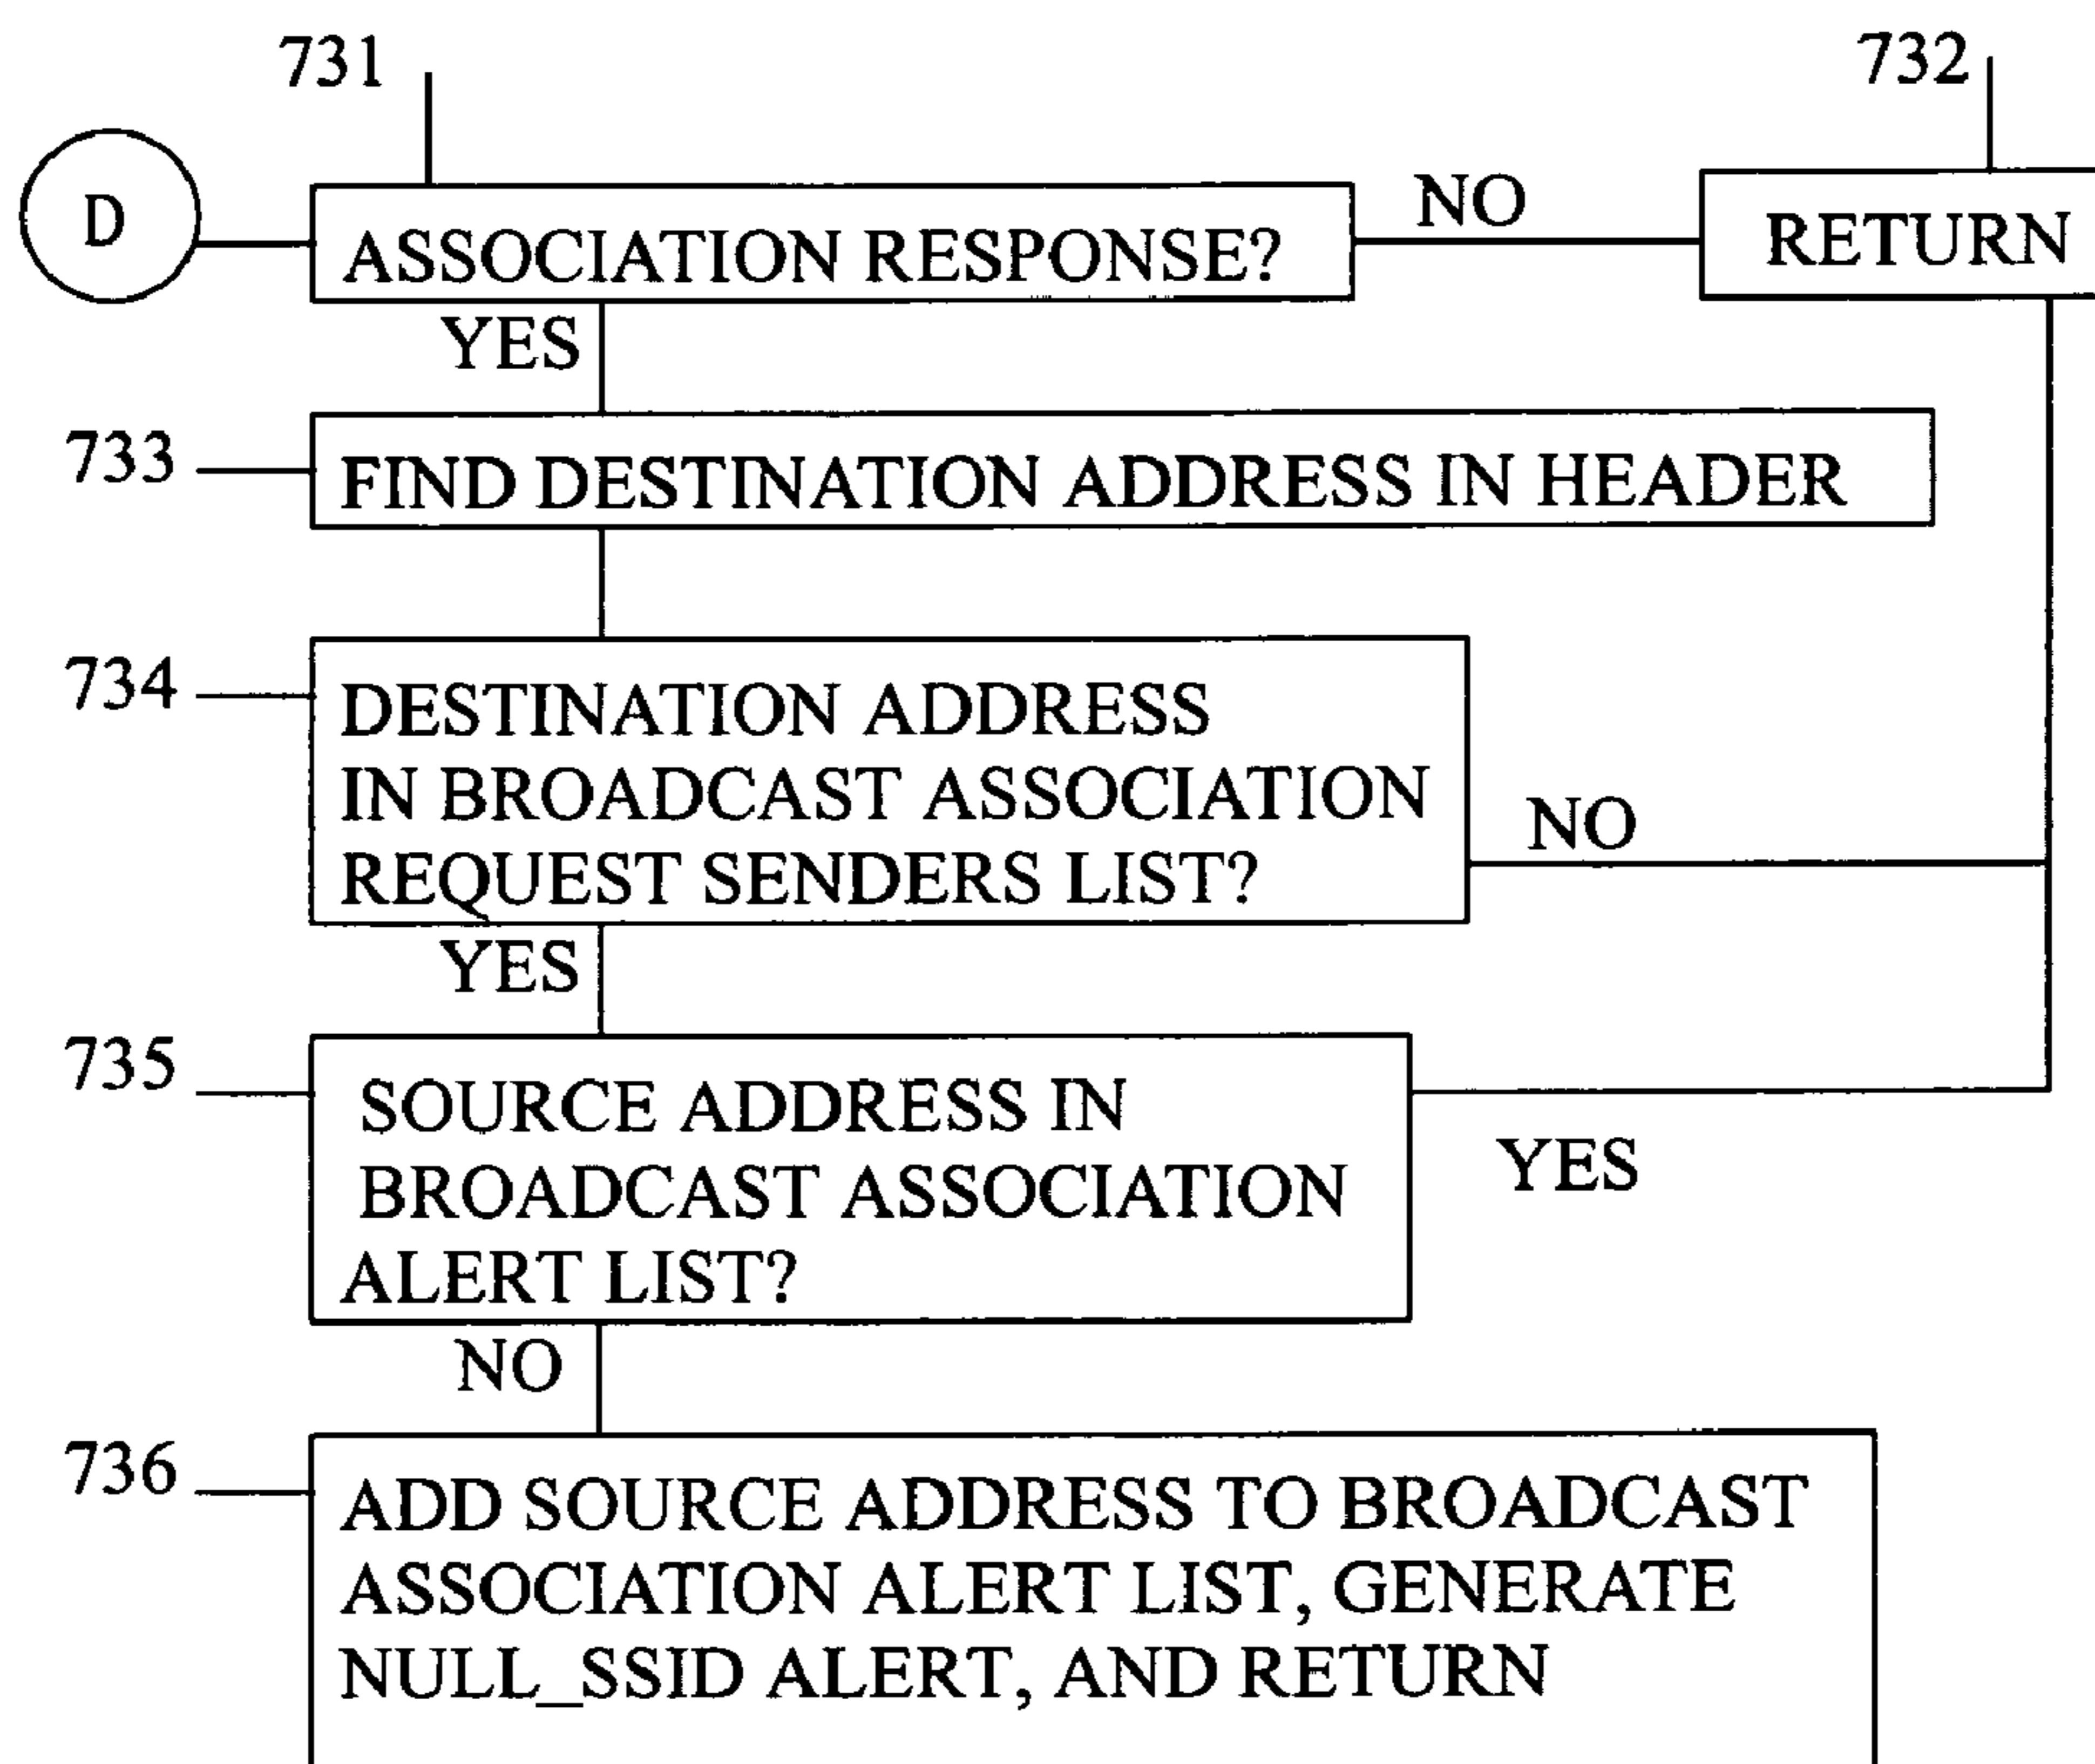 731
732
D
ASSOCIATION RESPONSE?
NO
RETURN
YES
733
FIND DESTINATION ADDRESS IN HEADER
734
DESTINATION ADDRESS
IN BROADCAST ASSOCIATION
REQUEST SENDERS LIST?
NO
YES
735
SOURCE ADDRESS IN
BROADCAST ASSOCIATION
ALERT LIST?
YES
NO
736
ADD SOURCE ADDRESS TO BROADCAST
ASSOCIATION ALERT LIST, GENERATE
NULL_SSID ALERT, AND RETURN